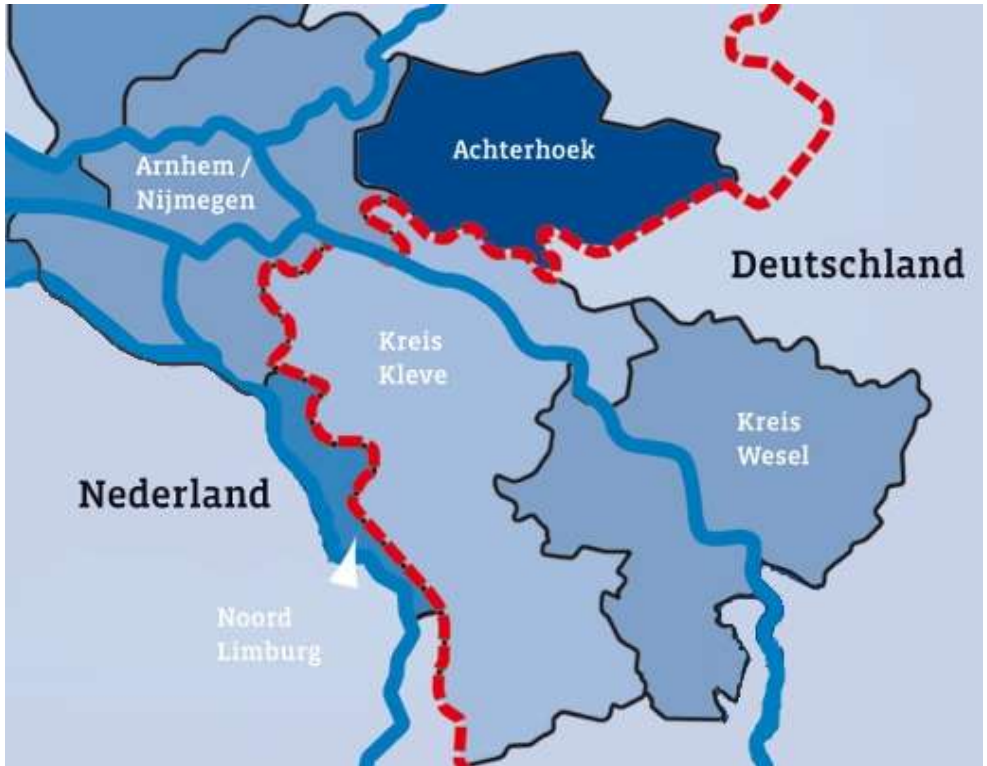 Achterhoek
Arnhem /
Nijmegen
Deutschland
Kreis
Kleve
Kreis
Wesel
Nederland
Noord
Limburg